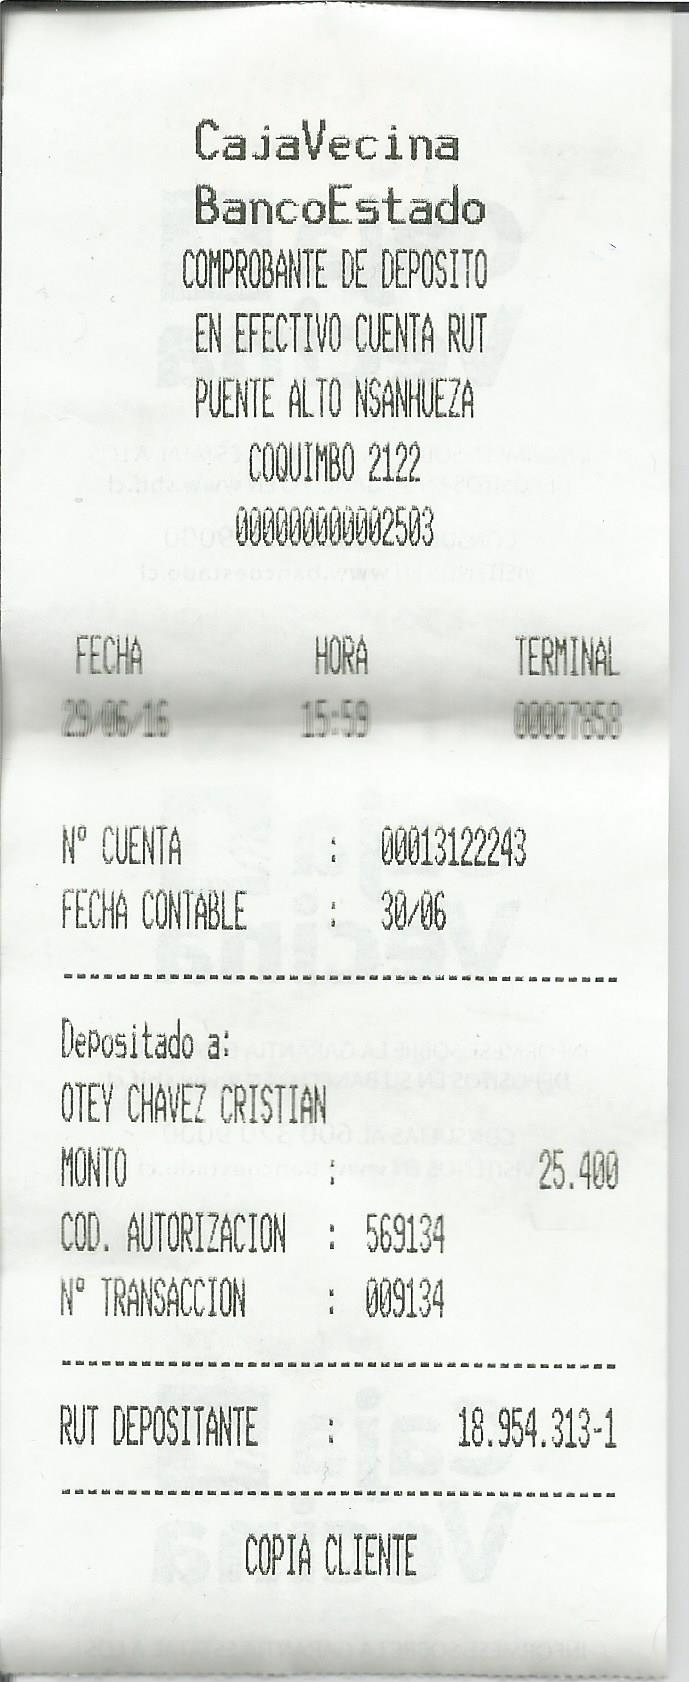 CajaVecina
BancoEstado
COMPROBANTE DE DEPOSITO
EN EFECTIVO CUENTA RUT
PUENTE ALTO NSANHUEZA
COQUIMBO 2122
000000000002503
FECHA HORA TERMINAL
29/06/16 15:59 00007858
Nº CUENTA : 00013122243
FECHA CONTABLE : 30/06
Depositado a:
OTEY CHAVEZ CRISTIAN
MONTO : 25.400
COD. AUTORIZACION : 569134
Nº TRANSACCION : 009134
RUT DEPOSITANTE : 18.954.313-1
COPIA CLIENTE